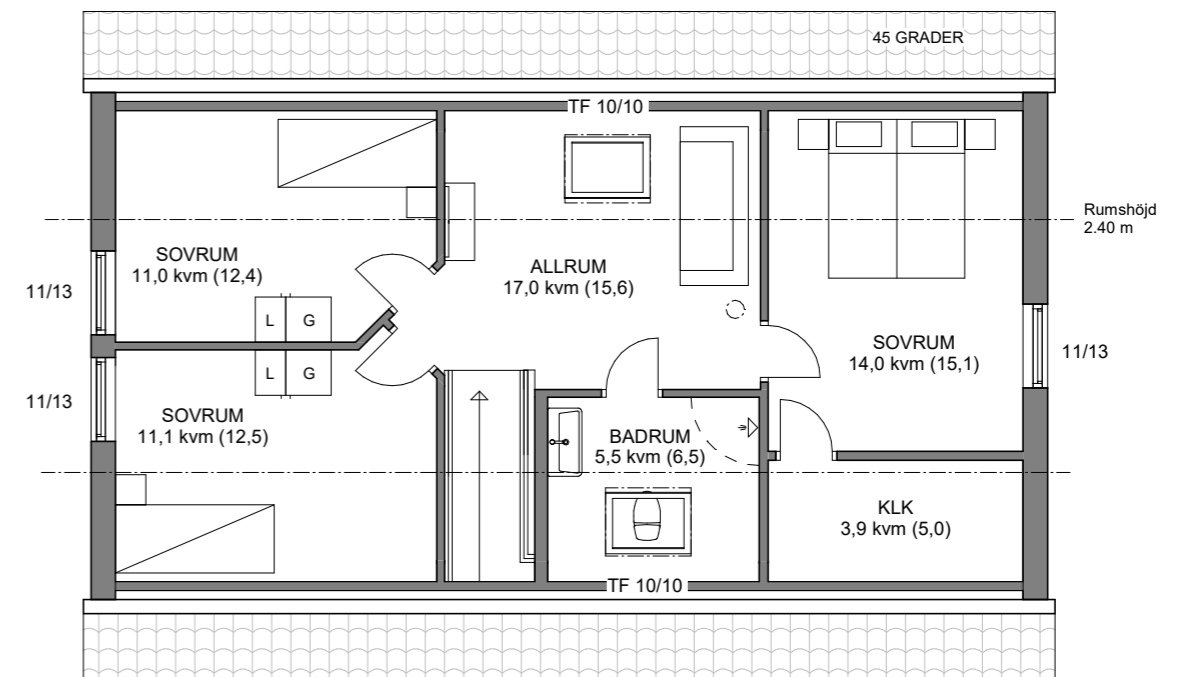 45 GRADER
TF 10/10
Rumshöjd
2.40 m
SOVRUM
11,0 kvm (12,4)
ALLRUM
17,0 kvm (15,6)
11/13
L G
SOVRUM
14,0 kvm (15,1)
11/13
L G
11/13
SOVRUM
11,1 kvm (12,5)
BADRUM
5,5 kvm (6,5)
KLK
3,9 kvm (5,0)
TF 10/10